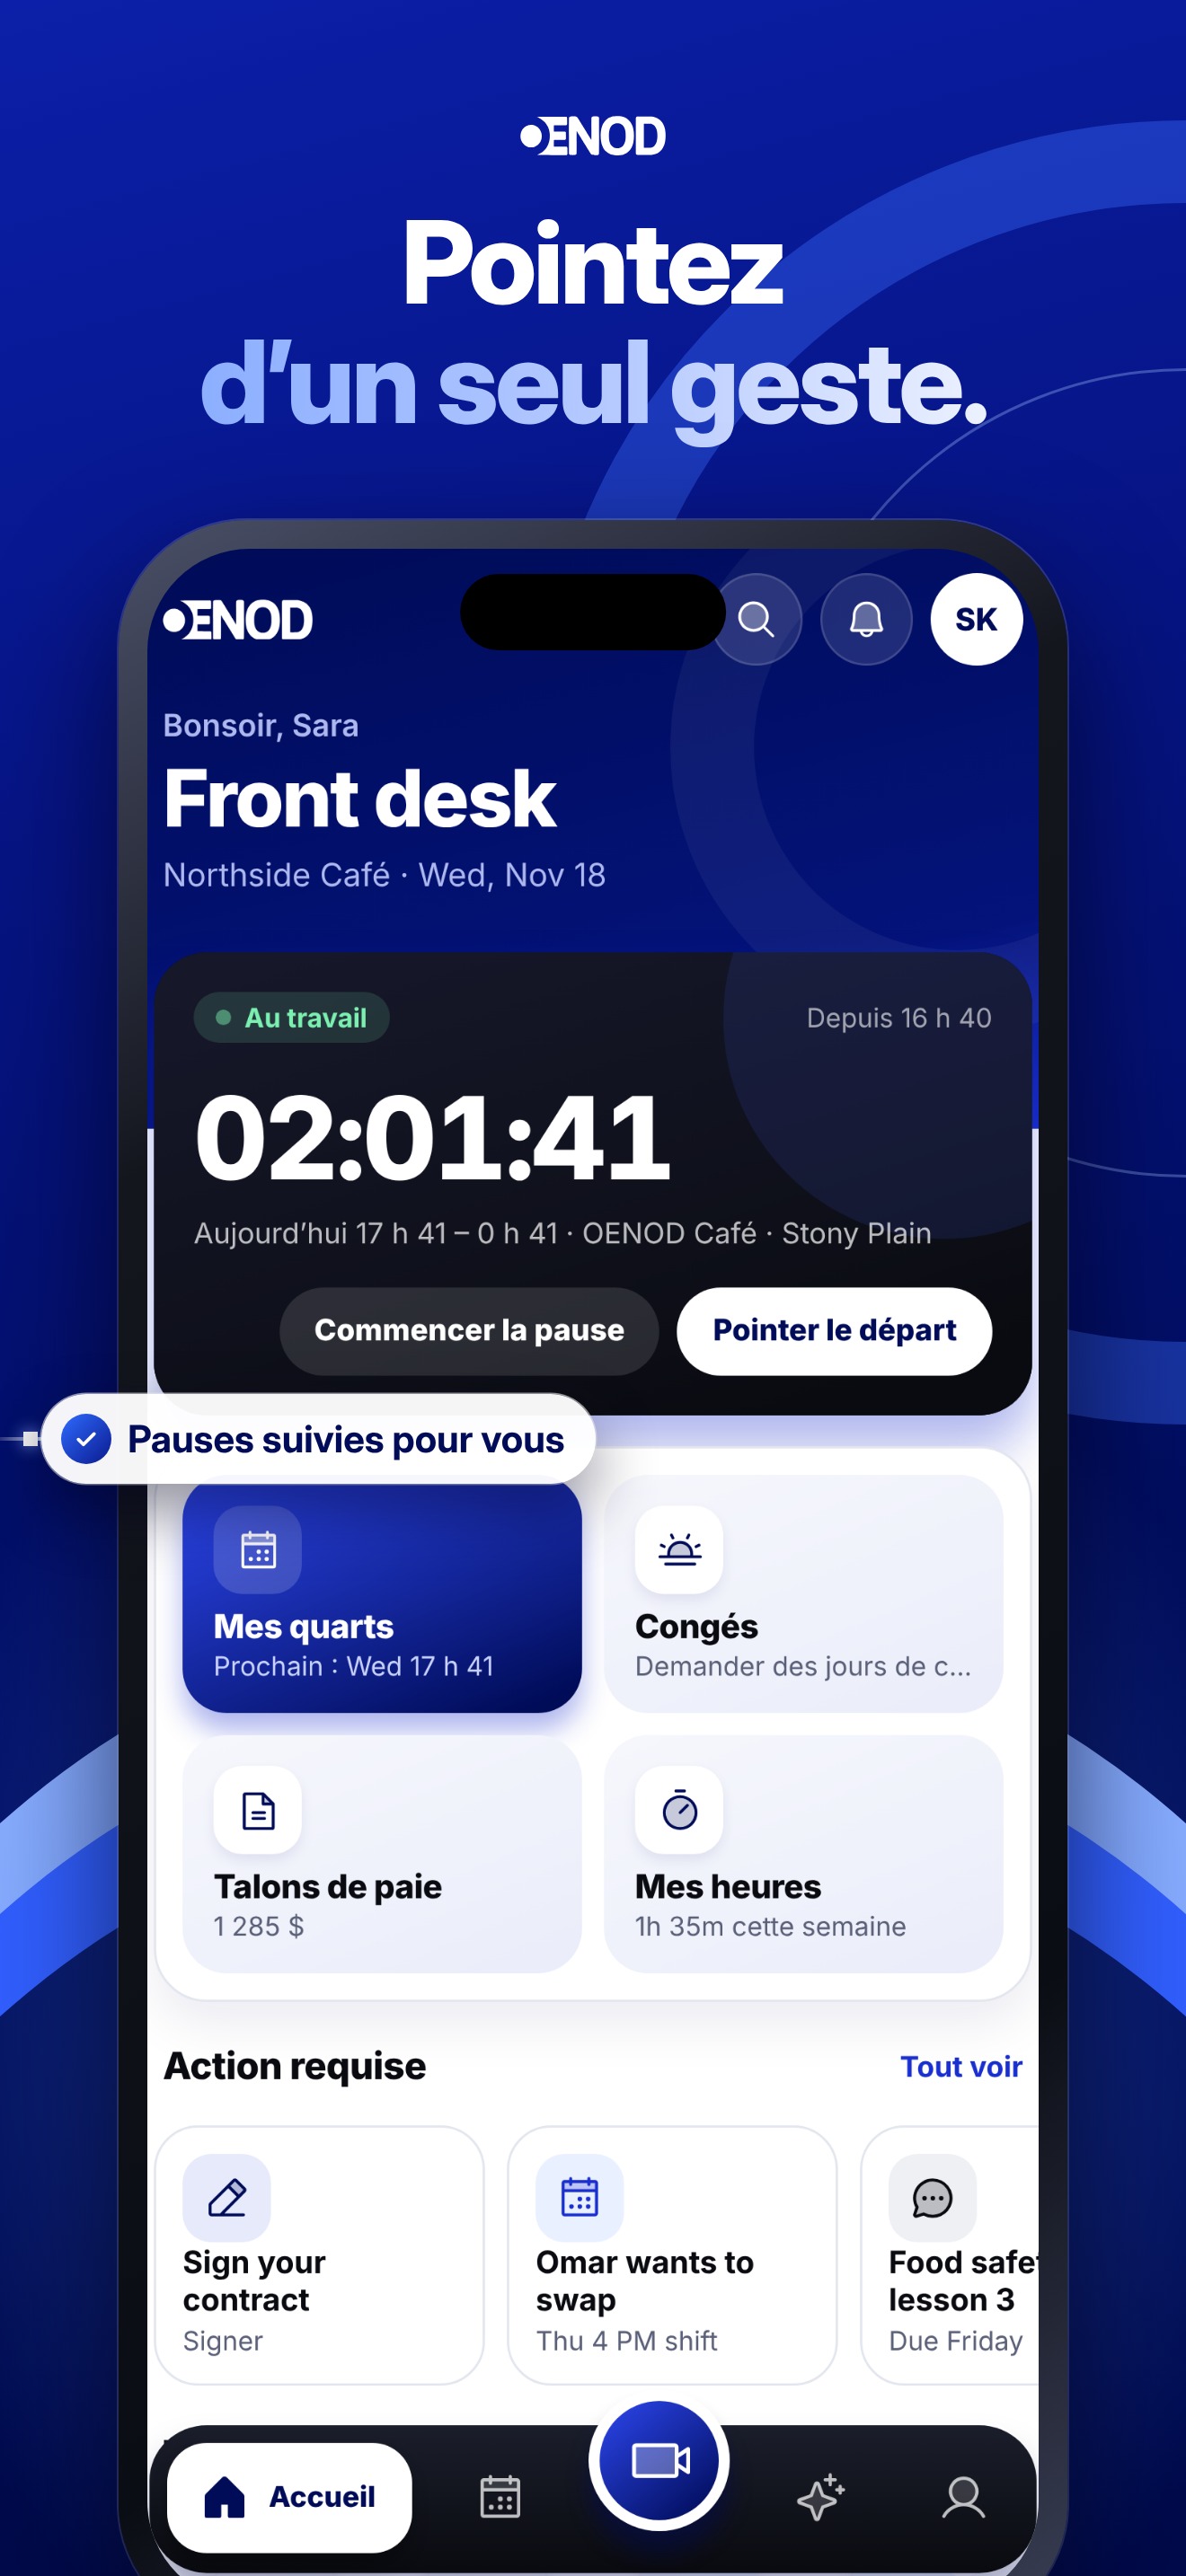 OENOD
Pointez
d’un seul geste.
OENOD
SK
Bonsoir, Sara
Front desk
Northside Café · Wed, Nov 18
Au travail
Depuis 16 h 40
02:01:41
Aujourd’hui 17 h 41 – 0 h 41 · OENOD Café · Stony Plain
Commencer la pause
Pointer le départ
Pauses suivies pour vous
Mes quarts
Prochain : Wed 17 h 41
Congés
Demander des jours de c…
Talons de paie
1 285 $
Mes heures
1h 35m cette semaine
Action requise
Tout voir
Sign your
contract
Signer
Omar wants to
swap
Thu 4 PM shift
Food safet
lesson 3
Due Friday
Accueil